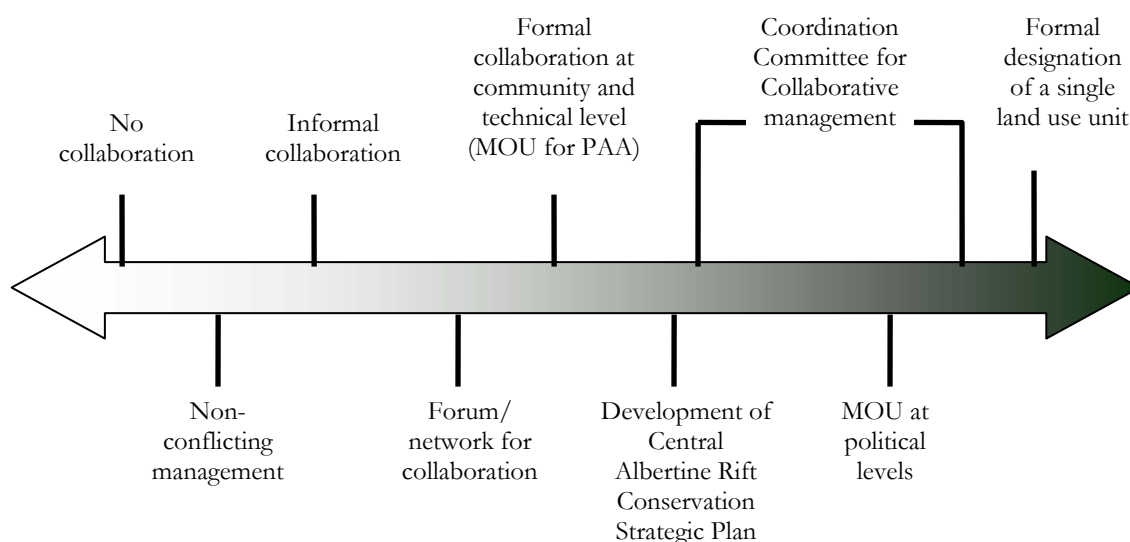 No
collaboration
Informal
collaboration
Formal
collaboration at
community and
technical level
(MOU for PAA)
Coordination
Committee for
Collaborative
management
Formal
designation
of a single
land use unit
Non-
conflicting
management
Forum/
network for
collaboration
Development of
Central
Albertine Rift
Conservation
Strategic Plan
MOU at
political
levels